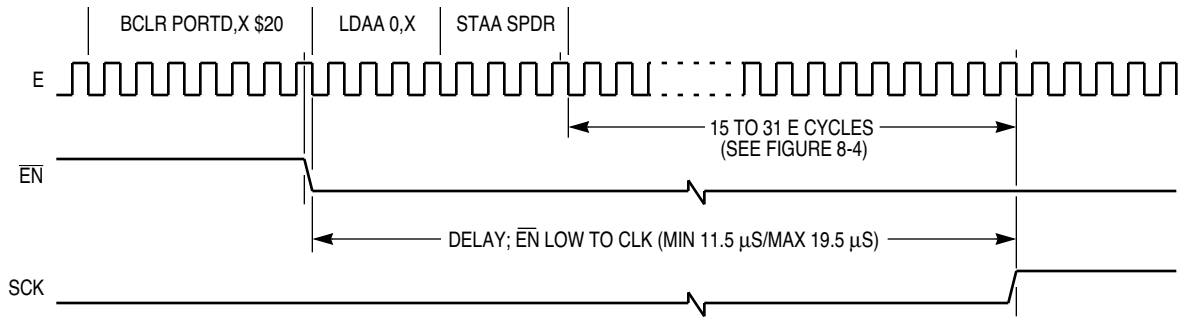 BCLR PORTD,X $20 LDAA 0,X STAA SPDR
E
15 TO 31 E CYCLES
(SEE FIGURE 8-4)
EN
DELAY; EN LOW TO CLK (MIN 11.5 μS/MAX 19.5 μS)
SCK